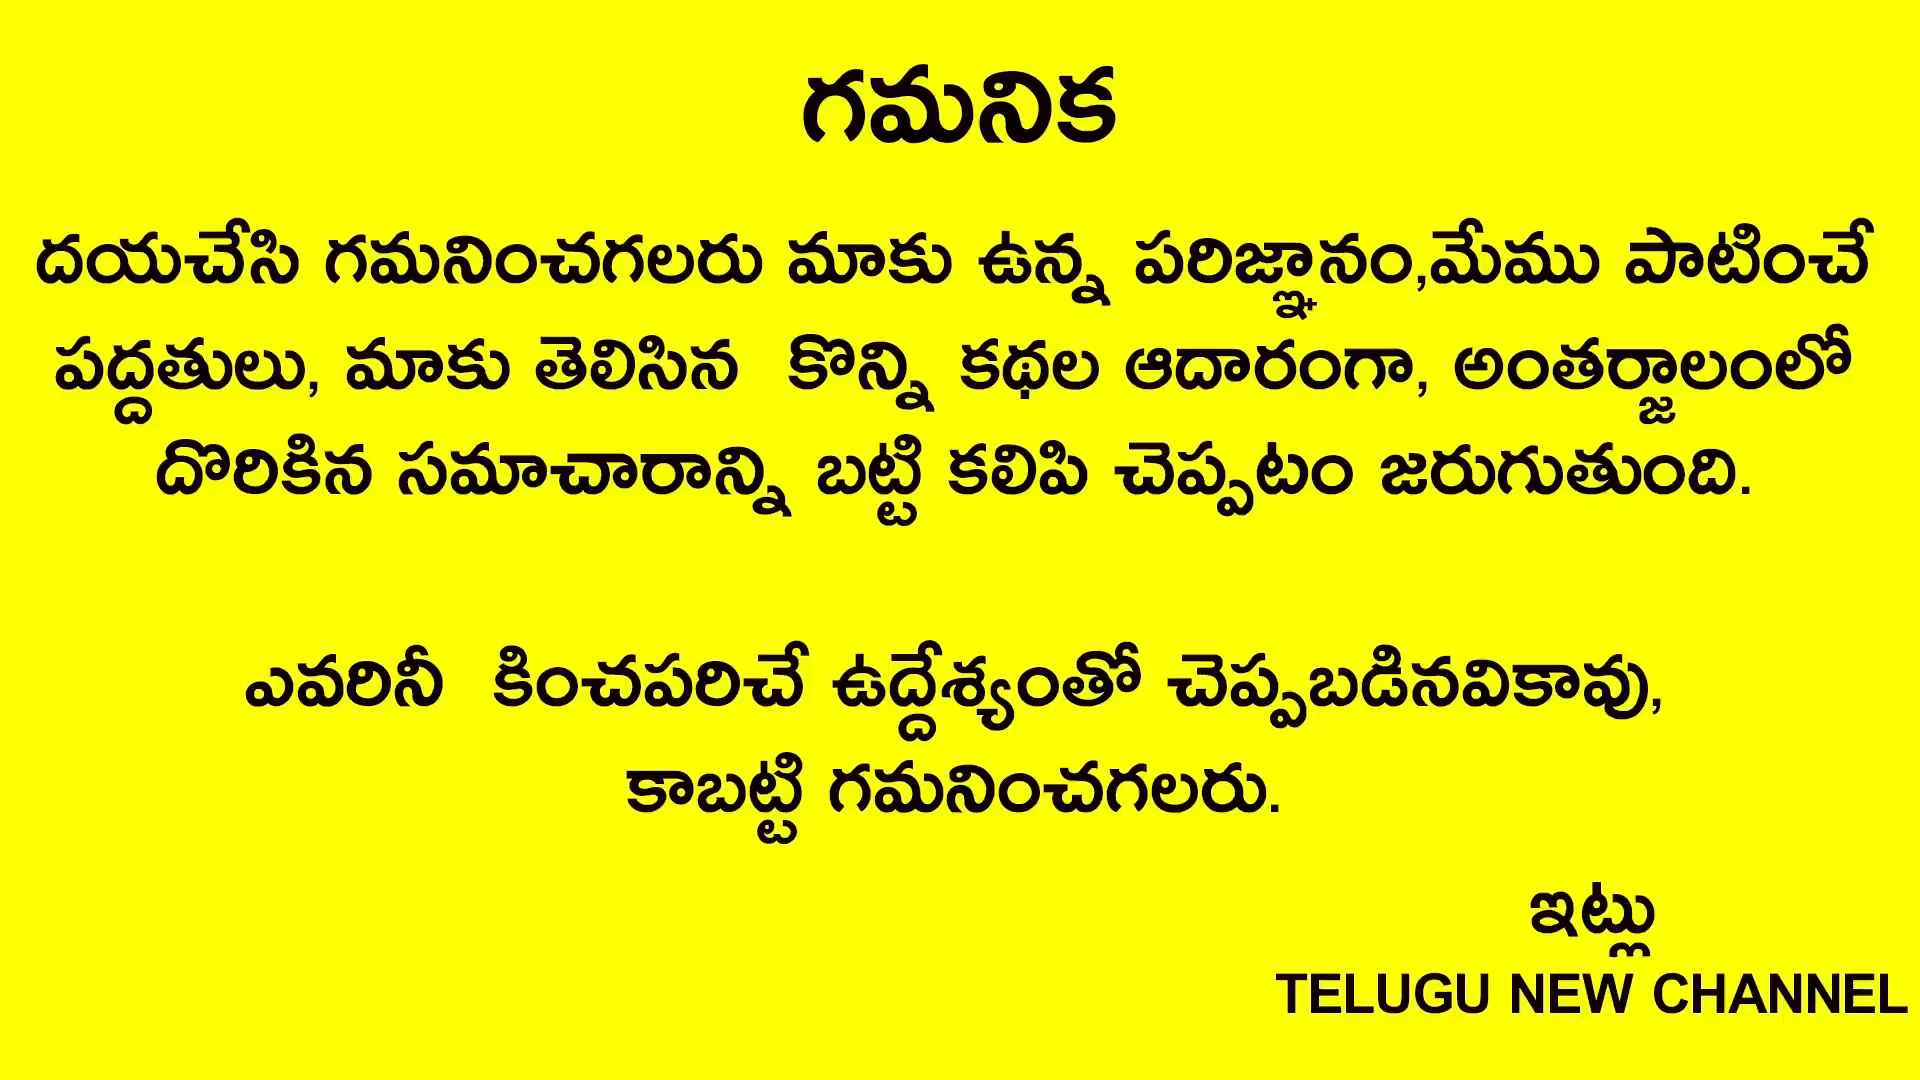 గమనిక
దయచేసి గమనించగలరు మాకు ఉన్న పరిజ్ఞానం,మేము పాటించే
పద్దతులు, మాకు తెలిసిన కొన్ని కథల ఆదారంగా, అంతర్జాలంలో
దొరికిన సమాచారాన్ని బట్టి కలిపి చెప్పటం జరుగుతుంది.
ఎవరినీ కించపరిచే ఉద్దేశ్యంతో చెప్పబడినవికావు,
కాబట్టి గమనించగలరు.
ఇట్లు
TELUGU NEW CHANNEL